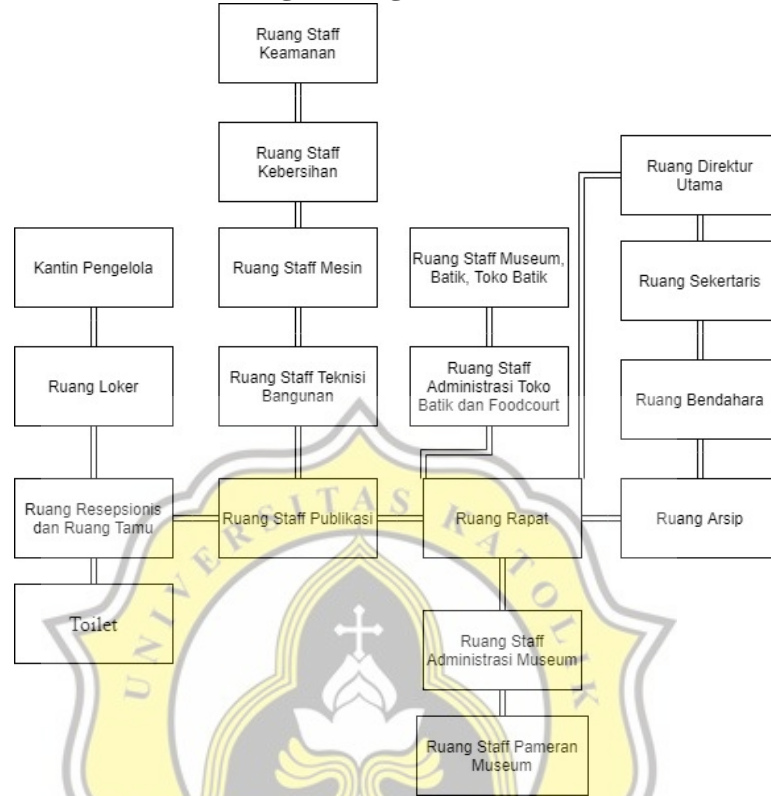 Ruang Staff
Keamanan
Ruang Staff
Kebersihan
Ruang Direktur
Utama
Kantin Pengelola
Ruang Staff Mesin
Ruang Staff Museum,
Batik, Toko Batik
Ruang Sekertaris
Ruang Loker
Ruang Staff Teknisi
Bangunan
Ruang Staff
Administrasi Toko
Batik dan Foodcourt
Ruang Bendahara
Ruang Resepsionis
dan Ruang Tamu
Ruang Staff Publikasi
Ruang Rapat
Ruang Arsip
Toilet
Ruang Staff
Administrasi Museum
Ruang Staff Pameran
Museum
UNIVERSITAS KATOLIK